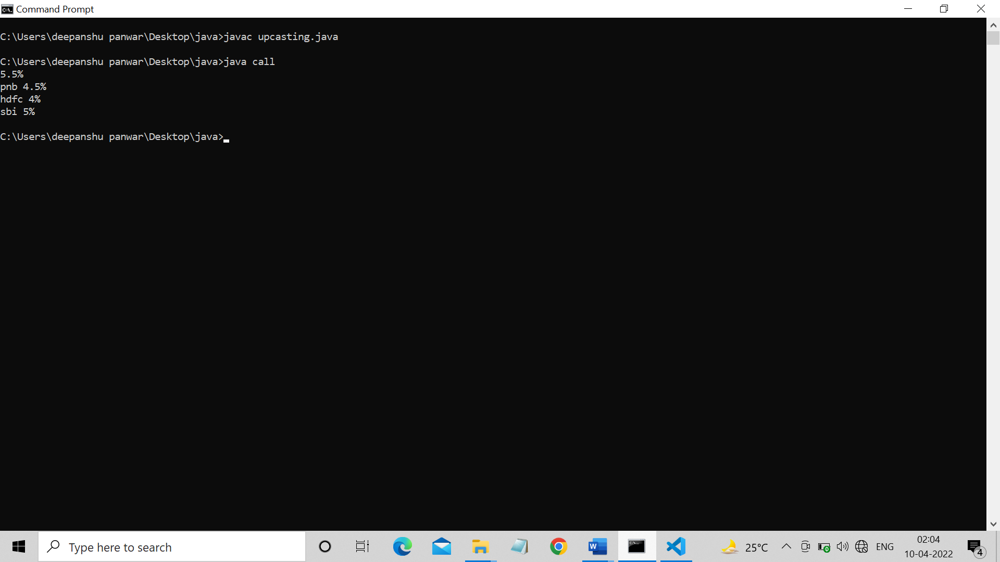 Command Prompt
C:\Users\deepanshu panwar\Desktop\java>javac upcasting.java
C:\Users\deepanshu panwar\Desktop\java>java call
5.5%
pnb 4.5%
hdfc 4%
sbi 5%
C:\Users\deepanshu panwar\Desktop\java>
Type here to search
25°C
ENG
02:04
10-04-2022
4